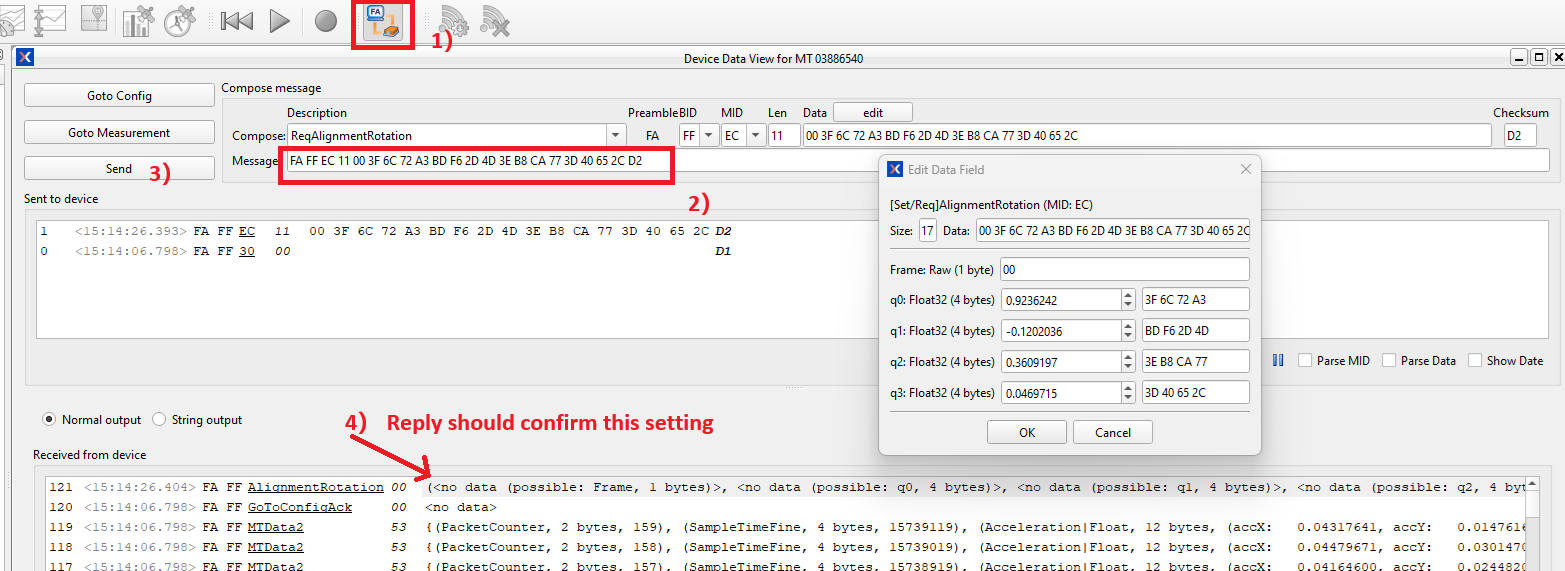 FA
1)
Device Data View for MT 03886540
Goto Config
Goto Measurement
Send
3)
Compose message
Description Preamble BID MID Len Data edit Checksum
Compose: ReqAlignmentRotation FA FF EC 11 00 3F 6C 72 A3 BD F6 2D 4D 3E B8 CA 77 3D 40 65 2C D2
Message FA FF EC 11 00 3F 6C 72 A3 BD F6 2D 4D 3E B8 CA 77 3D 40 65 2C D2
2)
Sent to device
1 <15:14:26.393> FA FF EC 11 00 3F 6C 72 A3 BD F6 2D 4D 3E B8 CA 77 3D 40 65 2C D2
0 <15:14:06.798> FA FF 30 00 D1
Edit Data Field
[Set/Req]AlignmentRotation (MID: EC)
Size: 17 Data: 00 3F 6C 72 A3 BD F6 2D 4D 3E B8 CA 77 3D 40 65 2C
Frame: Raw (1 byte) 00
q0: Float32 (4 bytes) 0.9236242 3F 6C 72 A3
q1: Float32 (4 bytes) -0.1202036 BD F6 2D 4D
q2: Float32 (4 bytes) 0.3609197 3E B8 CA 77
q3: Float32 (4 bytes) 0.0469715 3D 40 65 2C
OK Cancel
Parse MID Parse Data Show Date
Normal output String output
4) Reply should confirm this setting
Received from device
121 <15:14:26.404> FA FF AlignmentRotation 00 (<no data (possible: Frame, 1 bytes)>, <no data (possible: q0, 4 bytes)>, <no data (possible: q1, 4 bytes)>, <no data (possible: q2, 4 byt
120 <15:14:06.798> FA FF GoToConfigAck 00 <no data>
119 <15:14:06.798> FA FF MTData2 53 {(PacketCounter, 2 bytes, 159), (SampleTimeFine, 4 bytes, 15739119), (Acceleration|Float, 12 bytes, (accX: 0.04317641, accY: 0.0147616
118 <15:14:06.798> FA FF MTData2 53 {(PacketCounter, 2 bytes, 158), (SampleTimeFine, 4 bytes, 15739019), (Acceleration|Float, 12 bytes, (accX: 0.04479671, accY: 0.0301470
117 <15:14:06.798> FA FF MTData2 53 {(PacketCounter, 2 bytes, 157), (SampleTimeFine, 4 bytes, 15738919), (Acceleration|Float, 12 bytes, (accX: 0.04164600, accY: 0.0244820